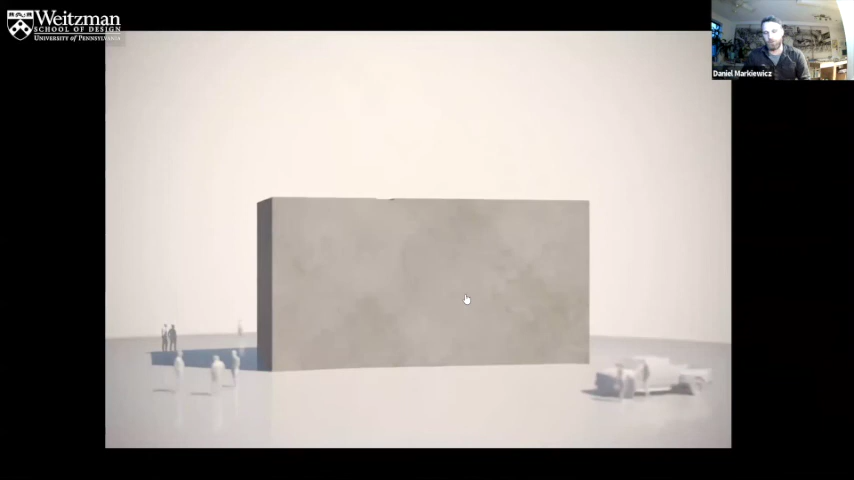 Weitzman
SCHOOL OF DESIGN
UNIVERSITY of PENNSYLVANIA
Daniel Markiewicz